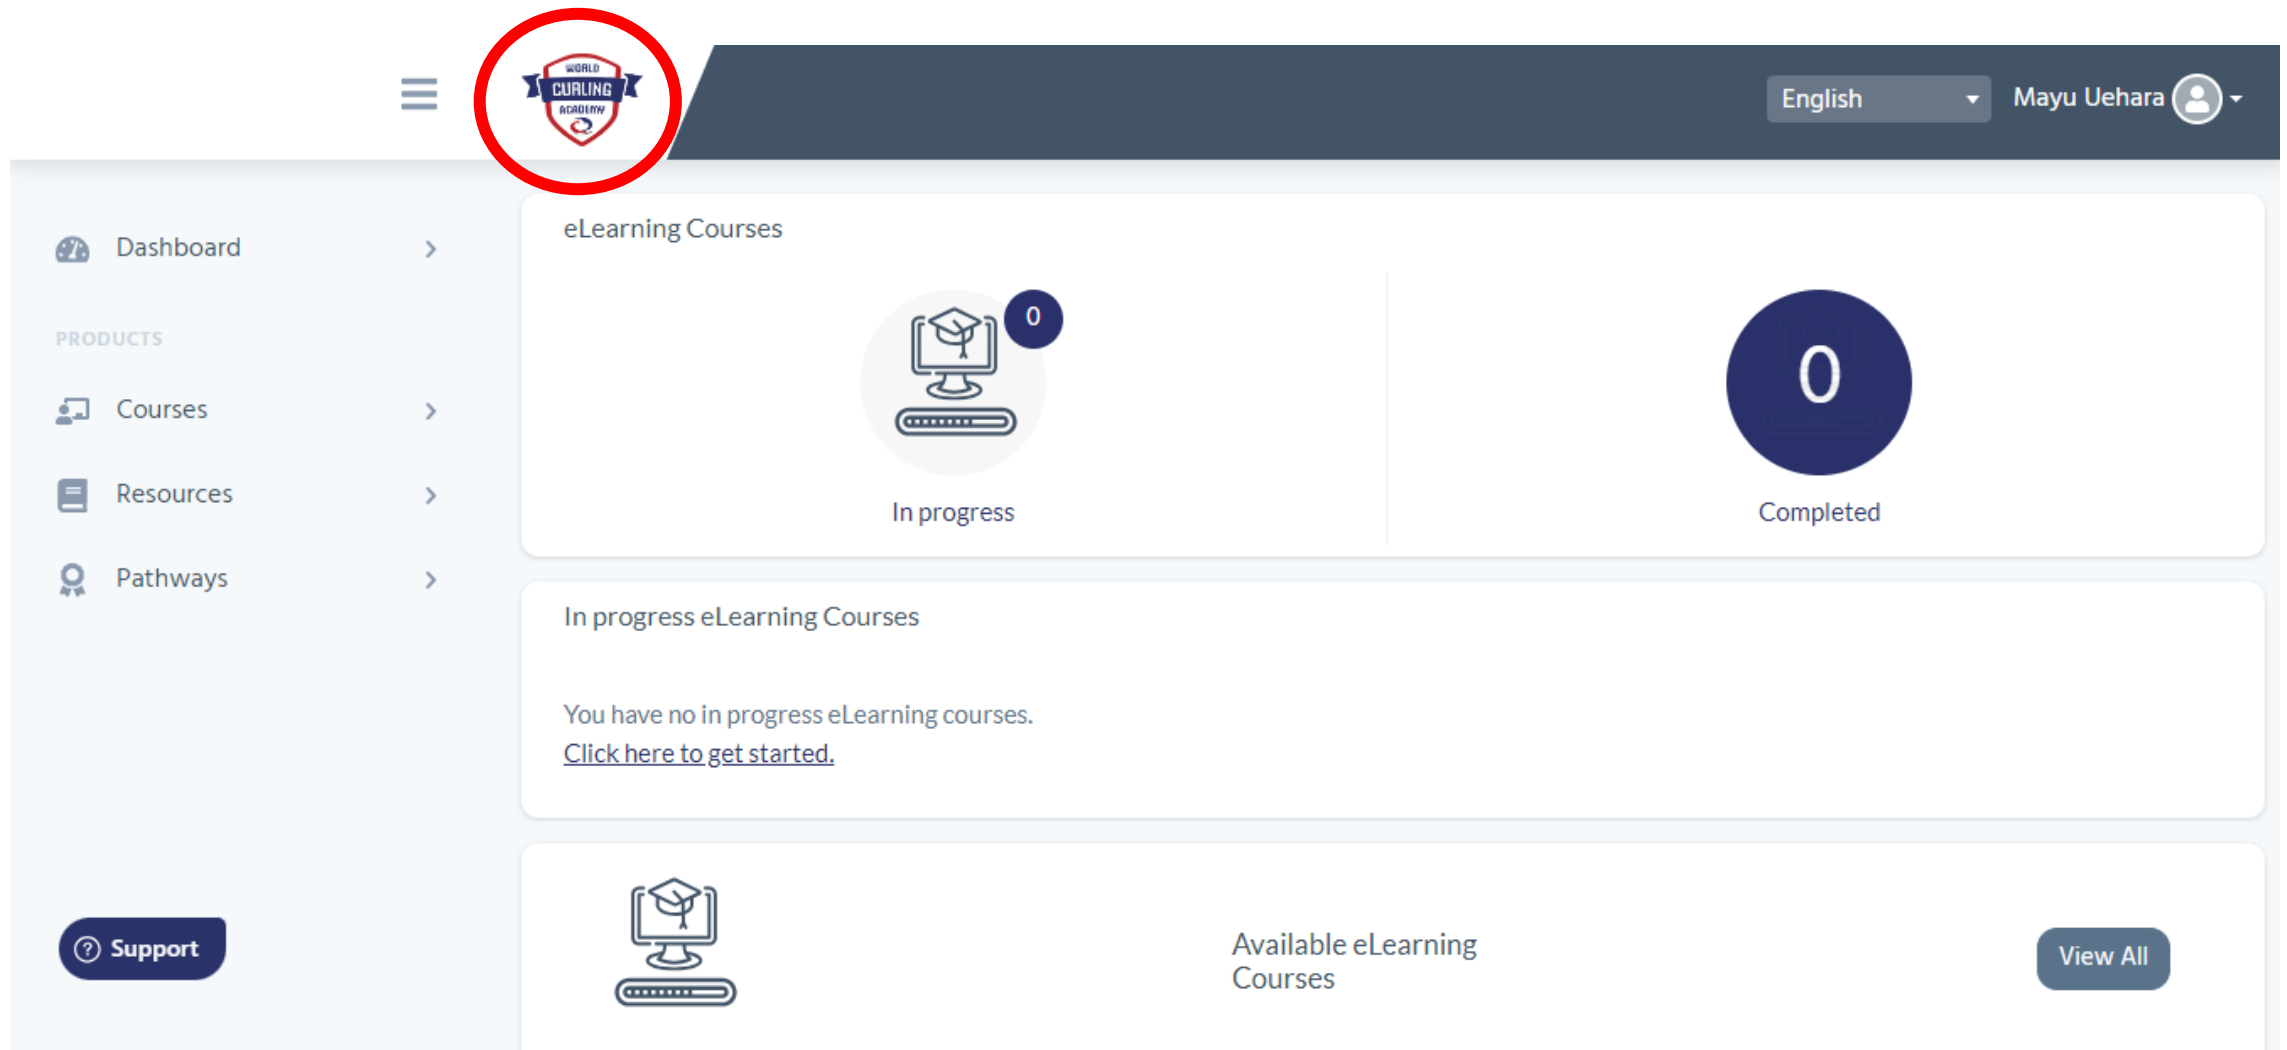 WORLD
CURLING
ACADEMY
English
Mayu Uehara
Dashboard
PRODUCTS
Courses
Resources
Pathways
Support
eLearning Courses
0
In progress
0
Completed
In progress eLearning Courses
You have no in progress eLearning courses.
Click here to get started.
Available eLearning
Courses
View All